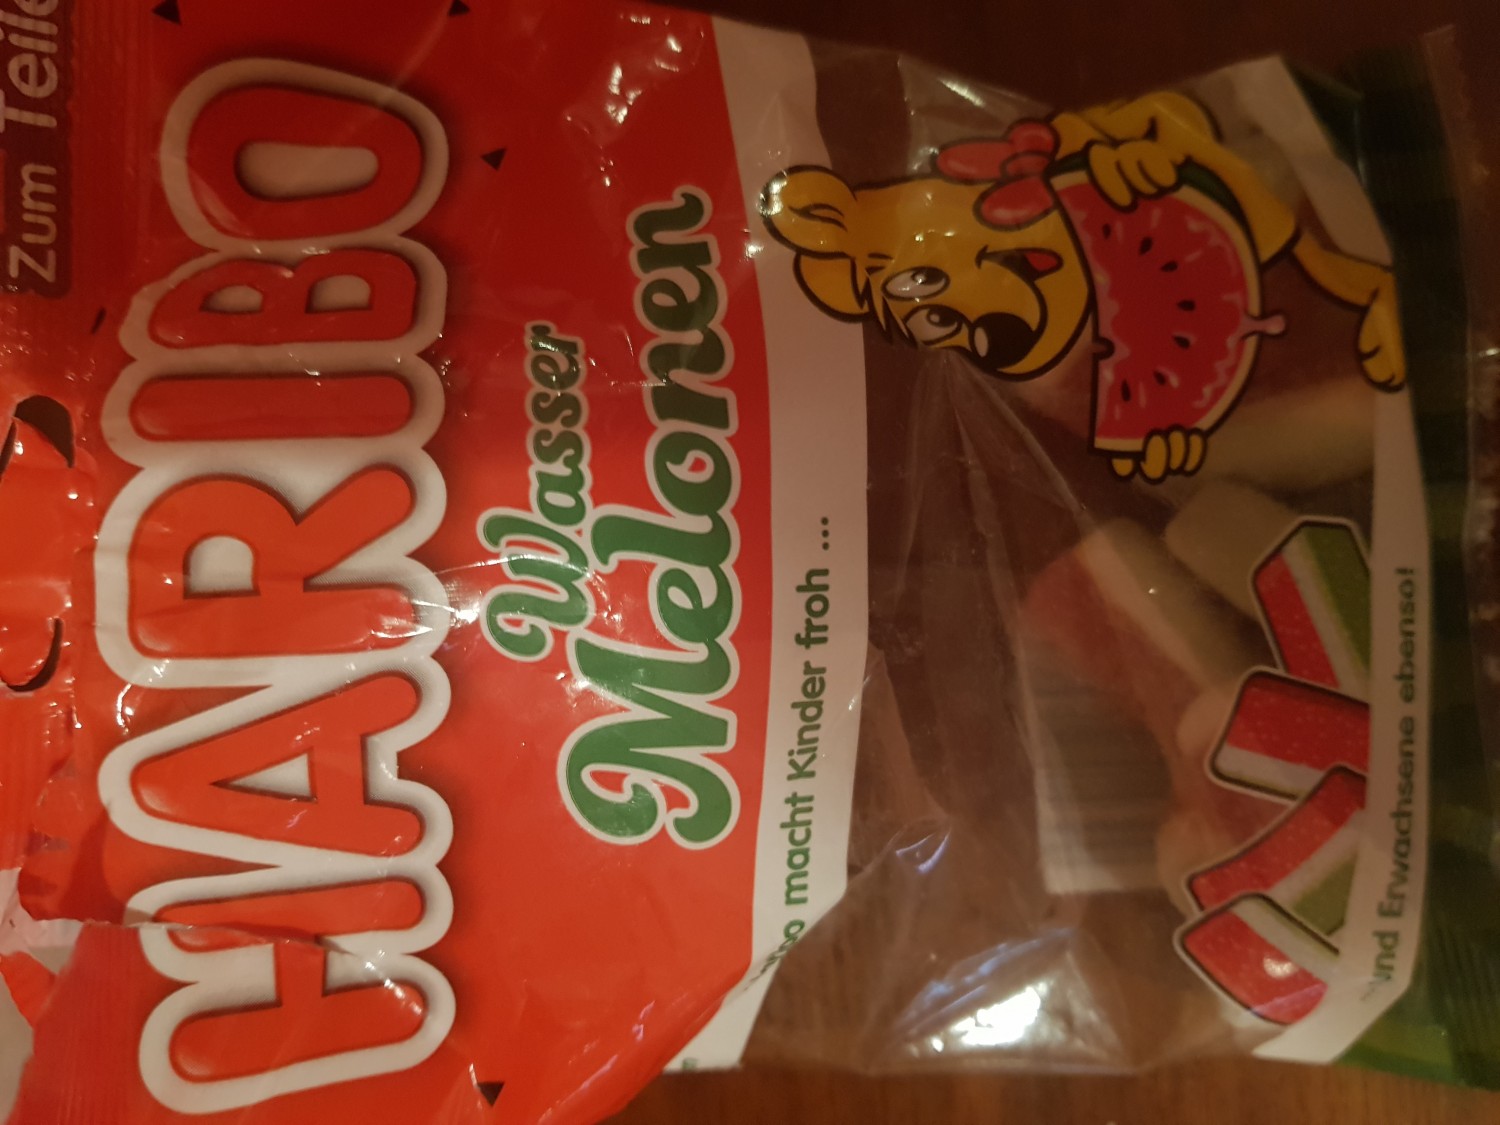 Zum Teile
HARIBO
Wasser
Melonen
macht Kinder froh ...
und Erwachsene ebenso!